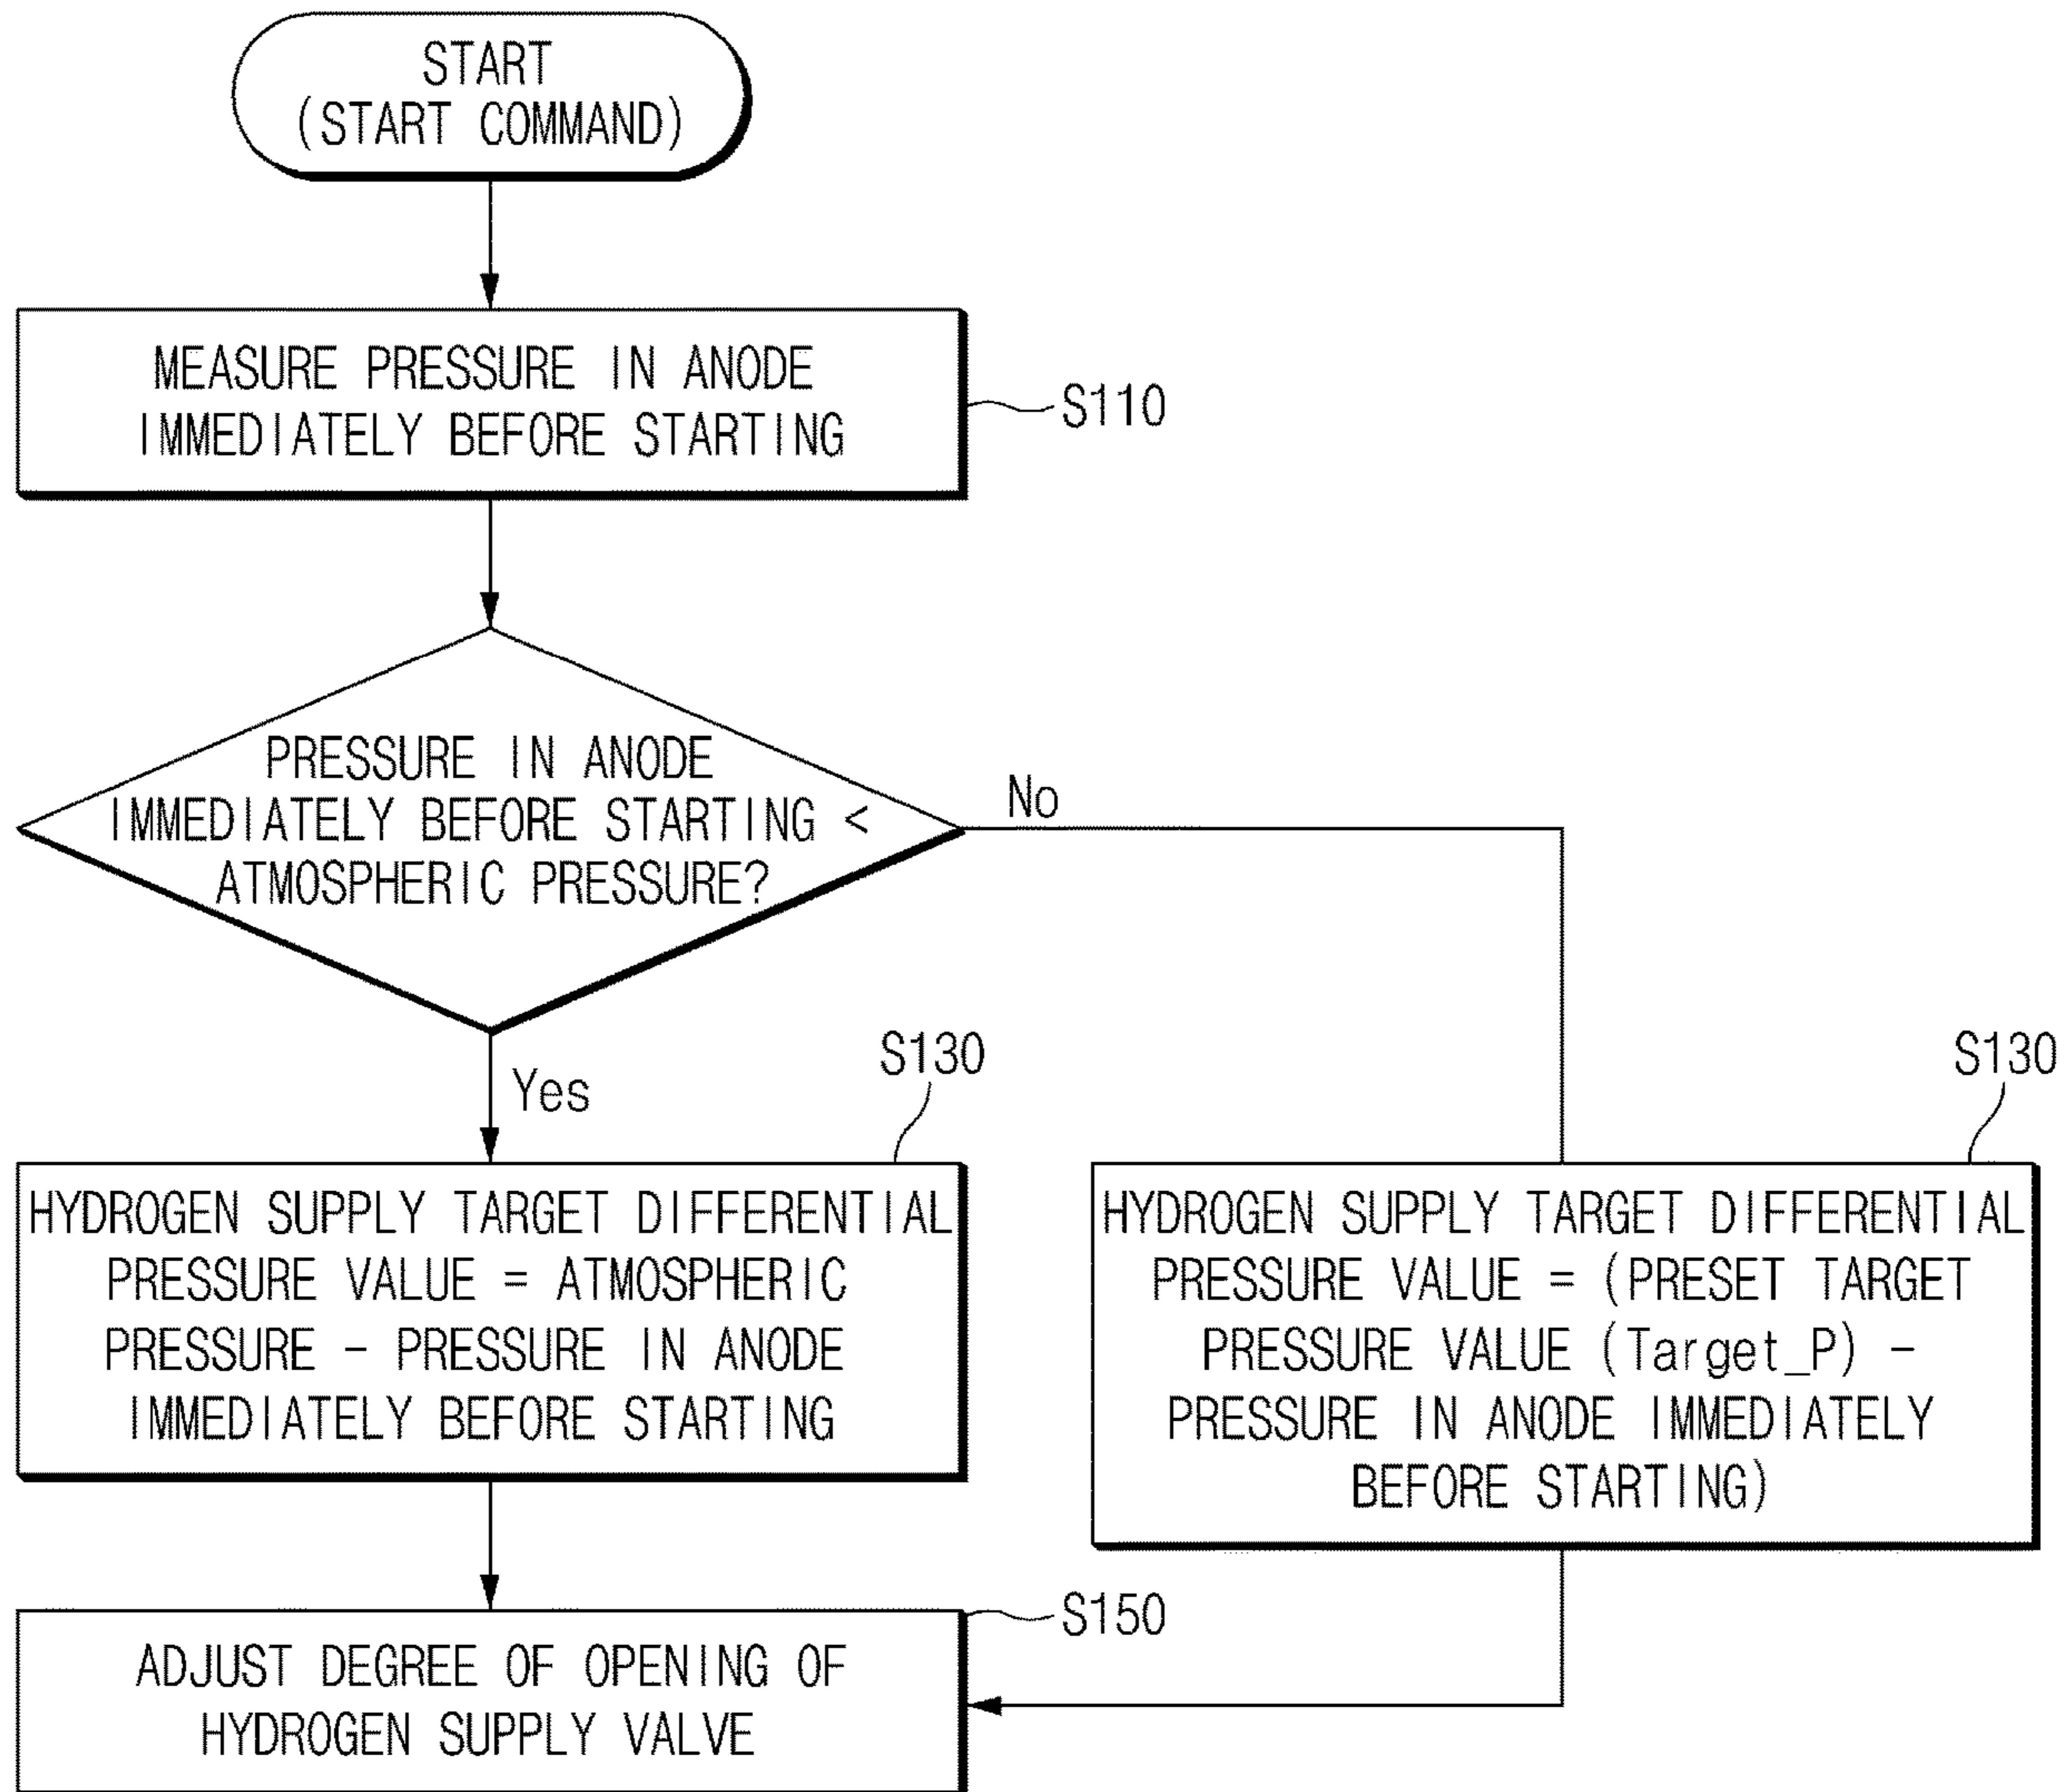 START
(START COMMAND)
MEASURE PRESSURE IN ANODE
IMMEDIATELY BEFORE STARTING
S110
PRESSURE IN ANODE
IMMEDIATELY BEFORE STARTING <
ATMOSPHERIC PRESSURE?
No
Yes
S130
HYDROGEN SUPPLY TARGET DIFFERENTIAL
PRESSURE VALUE = ATMOSPHERIC
PRESSURE - PRESSURE IN ANODE
IMMEDIATELY BEFORE STARTING
S130
HYDROGEN SUPPLY TARGET DIFFERENTIAL
PRESSURE VALUE = (PRESET TARGET
PRESSURE VALUE (Target_P) -
PRESSURE IN ANODE IMMEDIATELY
BEFORE STARTING)
S150
ADJUST DEGREE OF OPENING OF
HYDROGEN SUPPLY VALVE